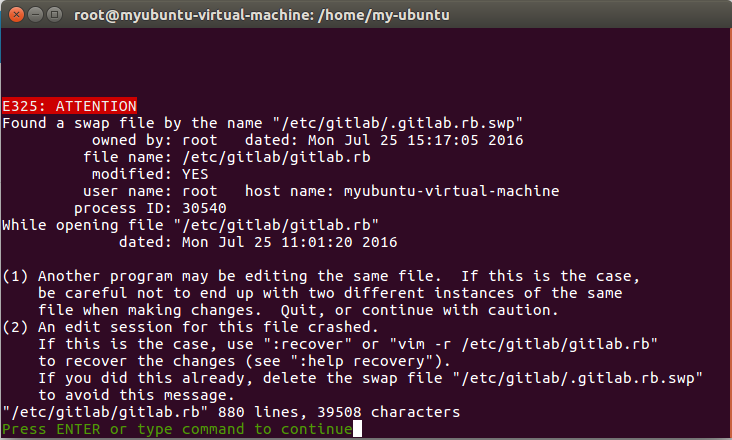 root@myubuntu-virtual-machine: /home/my-ubuntu
E325: ATTENTION
Found a swap file by the name "/etc/gitlab/.gitlab.rb.swp"
          owned by: root   dated: Mon Jul 25 15:17:05 2016
         file name: /etc/gitlab/gitlab.rb
          modified: YES
         user name: root   host name: myubuntu-virtual-machine
        process ID: 30540
While opening file "/etc/gitlab/gitlab.rb"
             dated: Mon Jul 25 11:01:20 2016
(1) Another program may be editing the same file.  If this is the case,
    be careful not to end up with two different instances of the same
    file when making changes.  Quit, or continue with caution.
(2) An edit session for this file crashed.
    If this is the case, use ":recover" or "vim -r /etc/gitlab/gitlab.rb"
    to recover the changes (see ":help recovery").
    If you did this already, delete the swap file "/etc/gitlab/.gitlab.rb.swp"
    to avoid this message.
"/etc/gitlab/gitlab.rb" 880 lines, 39508 characters
Press ENTER or type command to continue